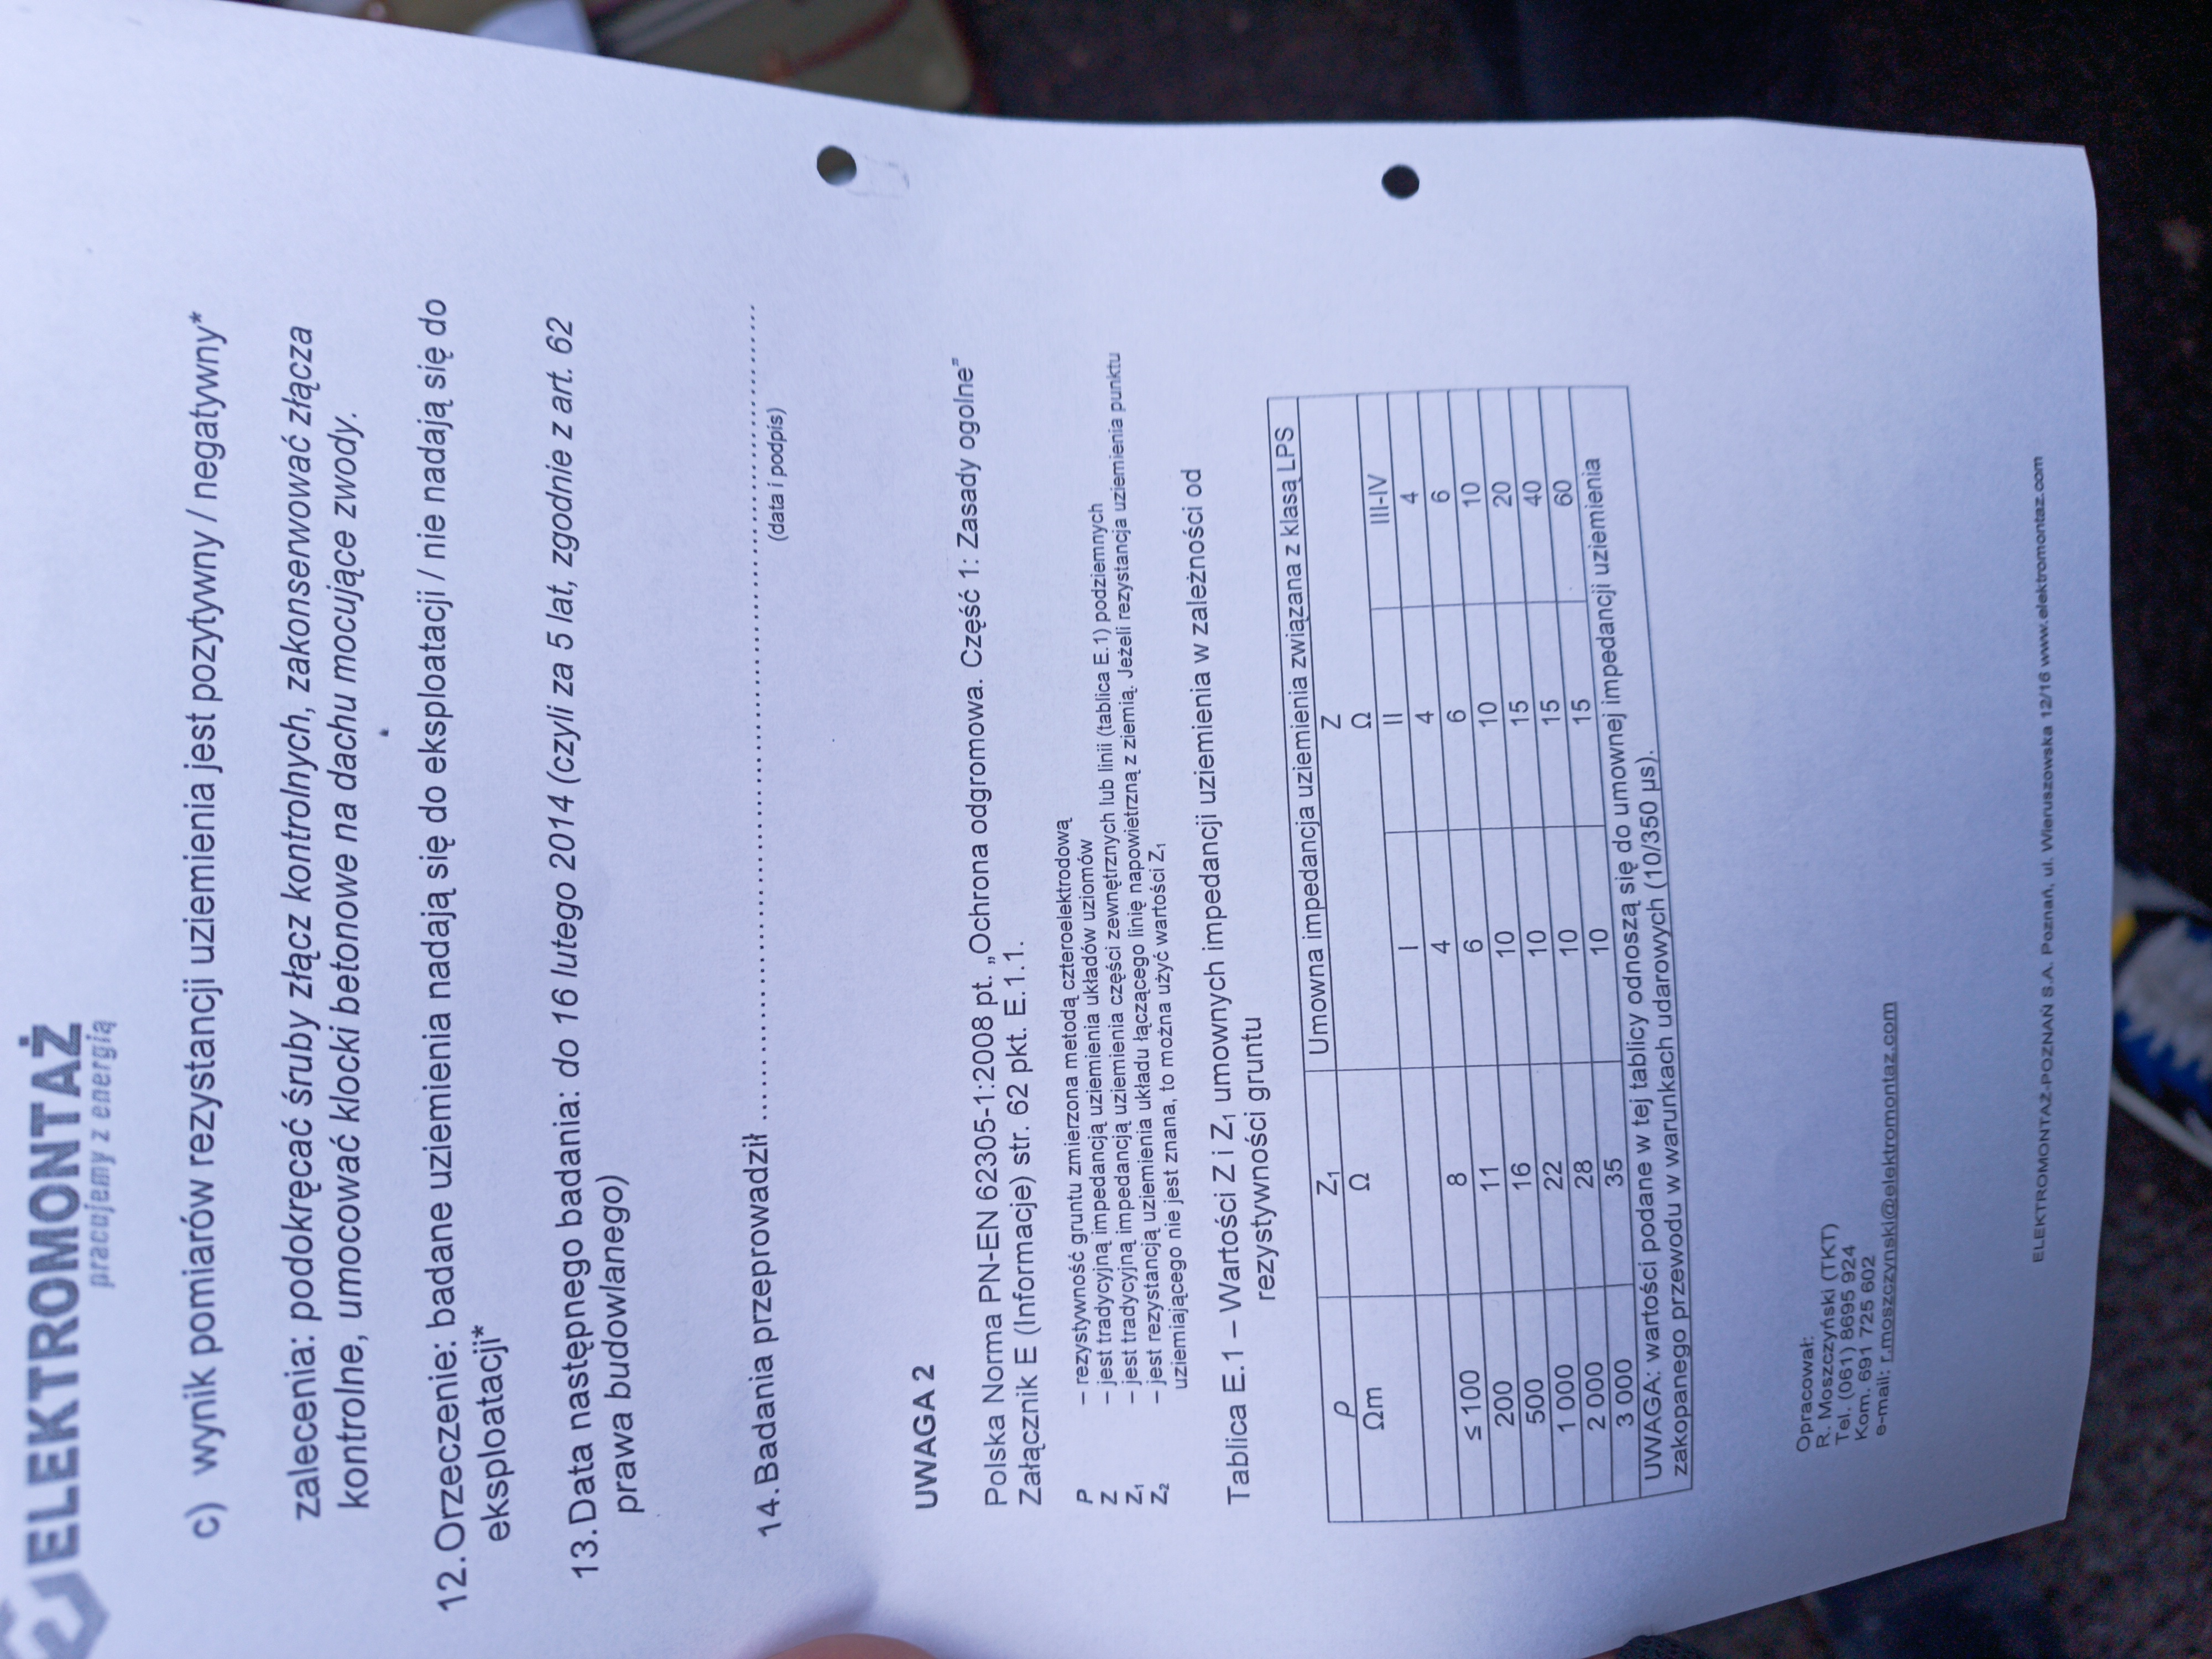 ELEKTROMONTAŻ
pracujemy z energią
c) wynik pomiarów rezystancji uziemienia jest pozytywny / negatywny*
zalecenia: podokręcać śruby złącz kontrolnych, zakonserwować złącza
kontrolne, umocować klocki betonowe na dachu mocujące zwody.
12. Orzeczenie: badane uziemienia nadają się do eksploatacji / nie nadają się do
eksploatacji*
13. Data następnego badania: do 16 lutego 2014 (czyli za 5 lat, zgodnie z art. 62
prawa budowlanego)
14. Badania przeprowadził ..........................................................................
(data i podpis)
UWAGA 2
Polska Norma PN-EN 62305-1:2008 pt. „Ochrona odgromowa. Część 1: Zasady ogolne"
Załącznik E (Informacje) str. 62 pkt. E.1.1.
P – rezystywność gruntu zmierzona metodą czteroelektrodową
Z – jest tradycyjną impedancją uziemienia układów uziomów
Z₁ – jest tradycyjną impedancją uziemienia części zewnętrznych lub linii (tablica E.1) podziemnych
Z₂ – jest rezystancją uziemienia układu łączącego linię napowietrzną z ziemią. Jeżeli rezystancja uziemienia punktu
uziemiającego nie jest znana, to można użyć wartości Z₁
Tablica E.1 – Wartości Z i Z₁ umownych impedancji uziemienia w zależności od
rezystywności gruntu
Umowna impedancja uziemienia związana z klasą LPS
ρ Z₁ Z
Ωm Ω Ω
I II III-IV
4 4 4
≤ 100 8 6 6 6
200 11 10 10 10
500 16 10 15 20
1 000 22 10 15 40
2 000 28 10 15 60
3 000 35
UWAGA: wartości podane w tej tablicy odnoszą się do umownej impedancji uziemienia
zakopanego przewodu w warunkach udarowych (10/350 µs).
Opracował:
R. Moszczyński (TKT)
Tel. (061) 8695 924
Kom. 691 725 602
e-mail: r.moszczynski@elektromontaz.com
ELEKTROMONTAŻ-POZNAŃ S.A. Poznań, ul. Wieruszowska 12/16 www.elektromontaz.com